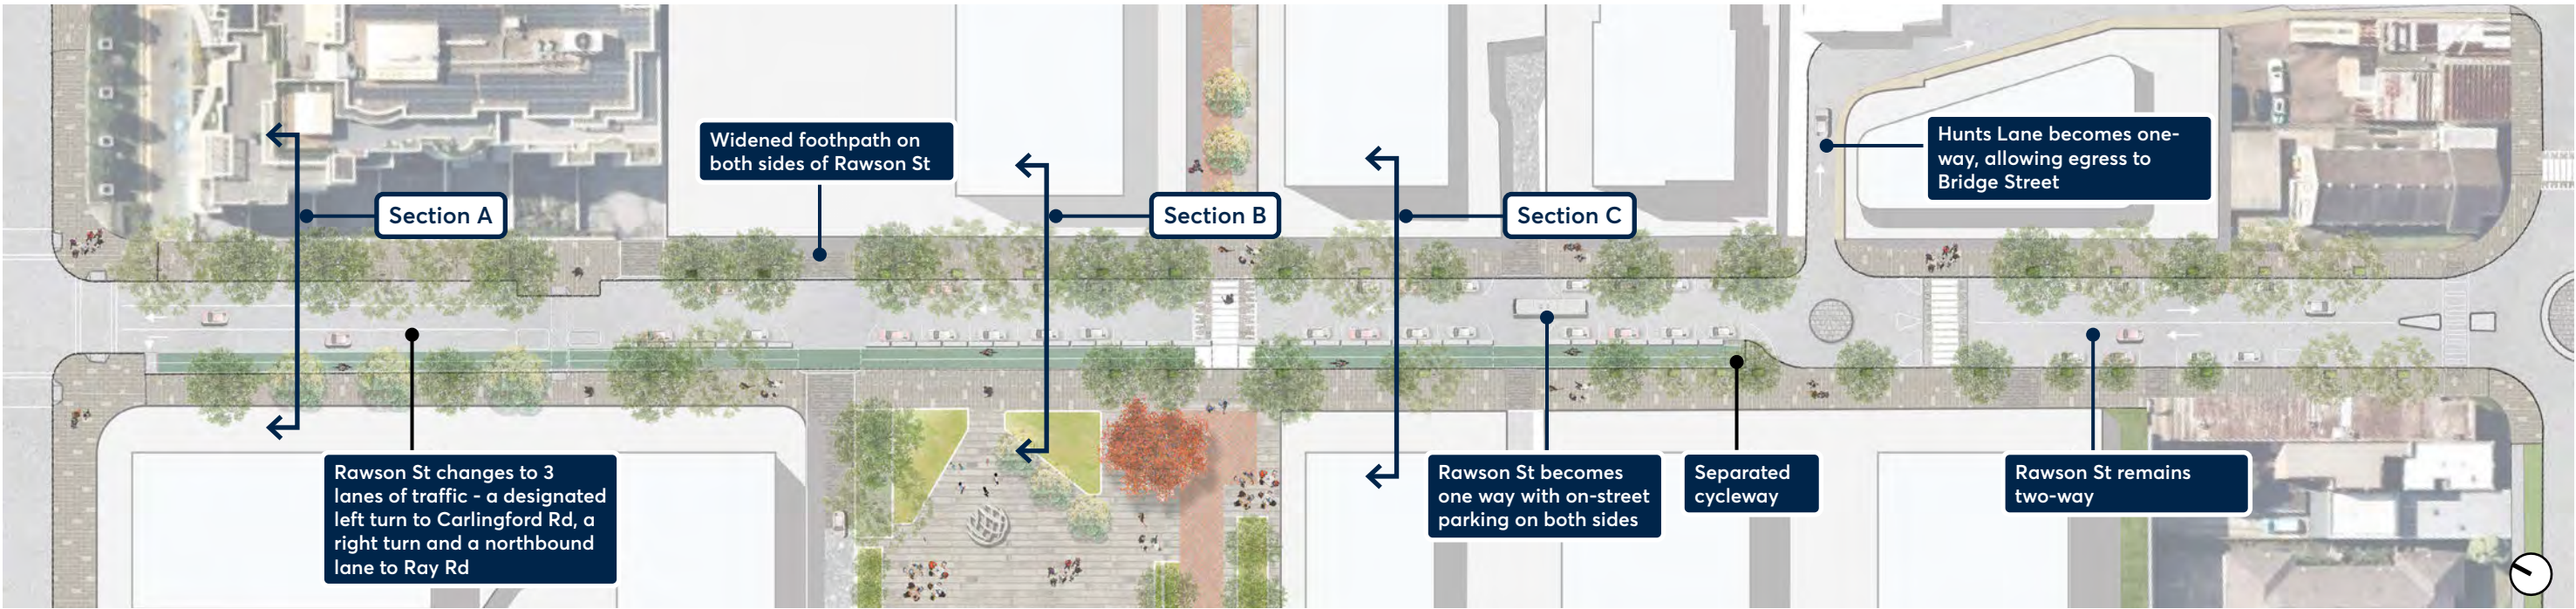 Widened foothpath on
both sides of Rawson St
Hunts Lane becomes one-
way, allowing egress to
Bridge Street
Section A
Section B
Section C
Rawson St changes to 3
lanes of traffic - a designated
left turn to Carlingford Rd, a
right turn and a northbound
lane to Ray Rd
Rawson St becomes
one way with on-street
parking on both sides
Separated
cycleway
Rawson St remains
two-way